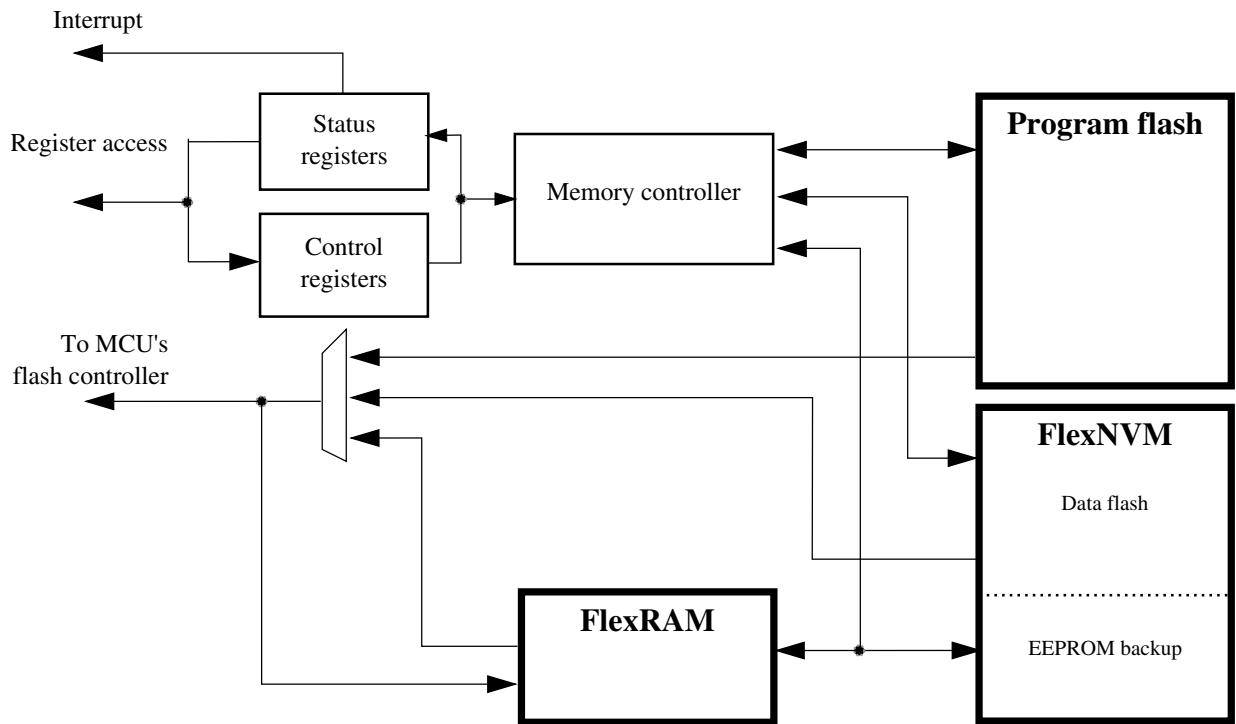 Interrupt
Register access
Status
registers
Control
registers
Memory controller
Program flash
To MCU's
flash controller
FlexNVM
Data flash
EEPROM backup
FlexRAM